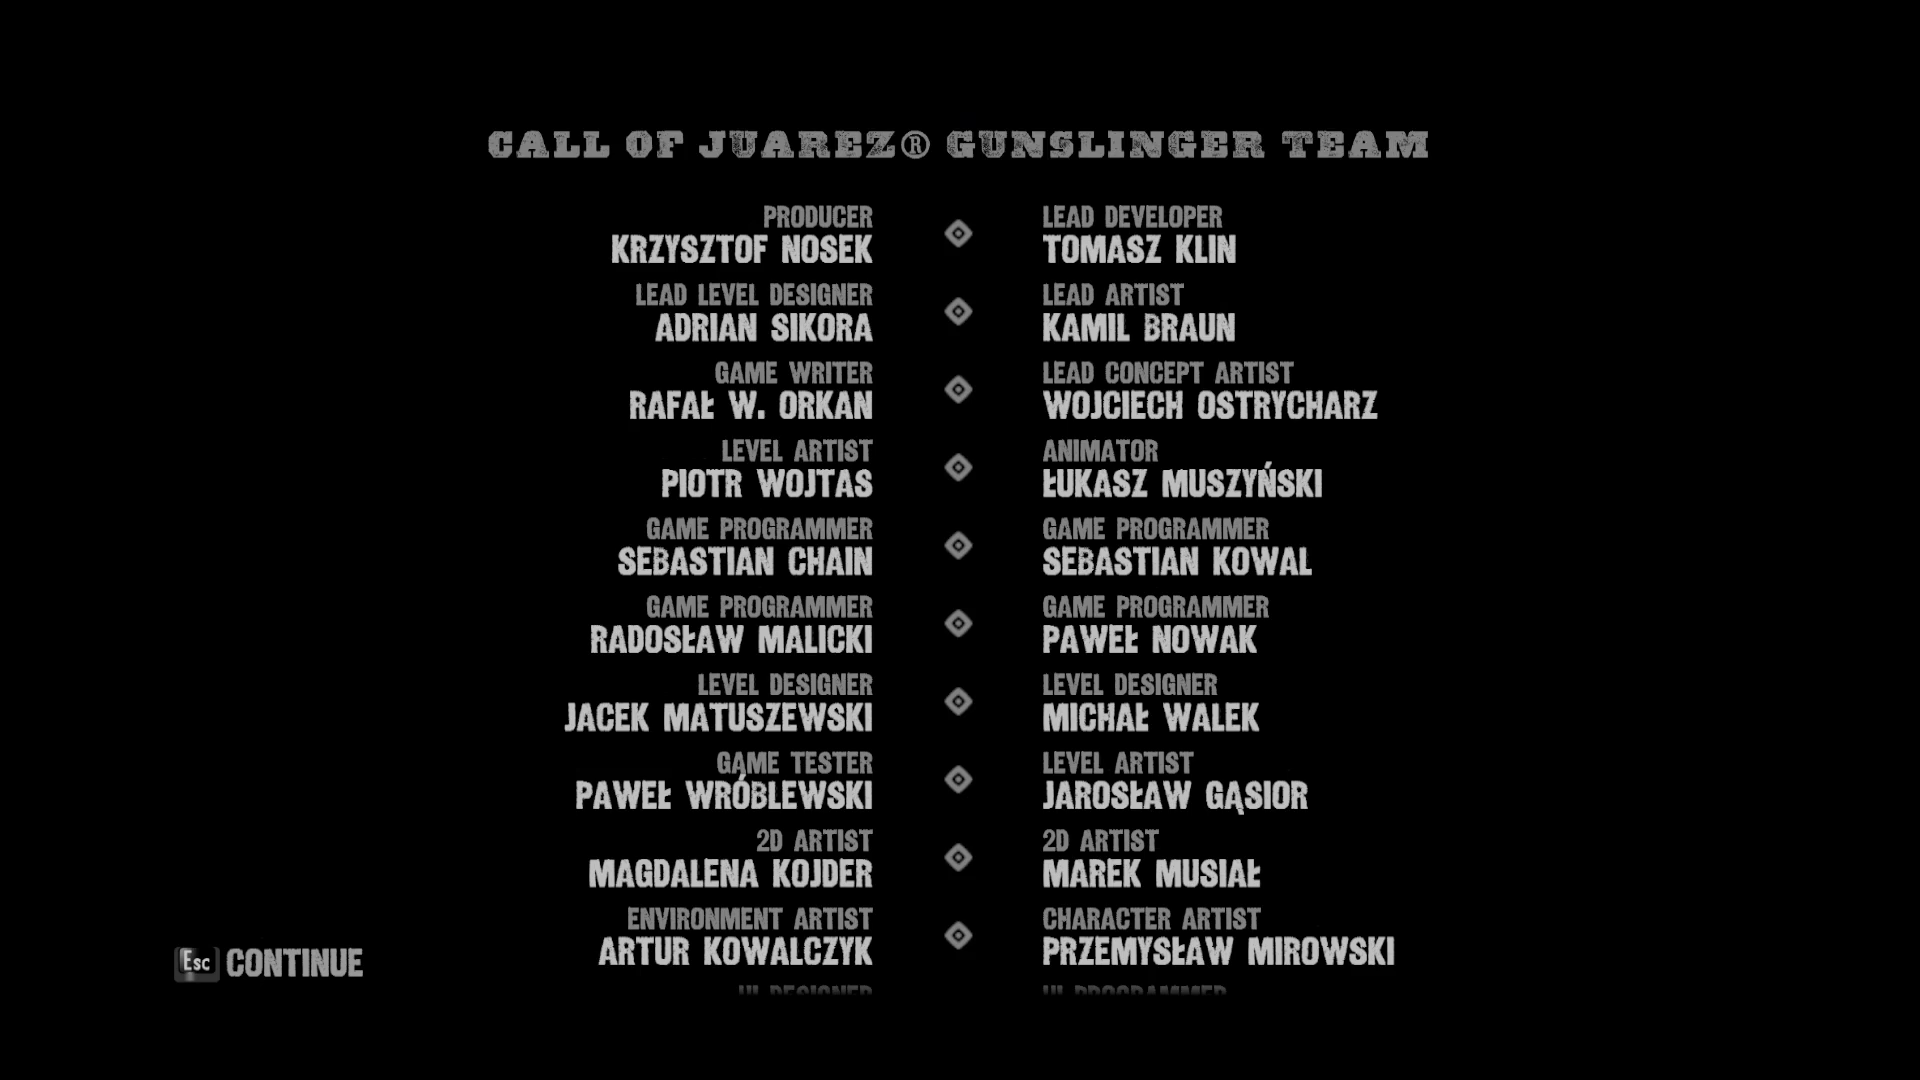 CALL OF JUAREZ® GUNSLINGER TEAM
PRODUCER
KRZYSZTOF NOSEK
LEAD DEVELOPER
TOMASZ KLIN
LEAD LEVEL DESIGNER
ADRIAN SIKORA
LEAD ARTIST
KAMIL BRAUN
GAME WRITER
RAFAŁ W. ORKAN
LEAD CONCEPT ARTIST
WOJCIECH OSTRYCHARZ
LEVEL ARTIST
PIOTR WOJTAS
ANIMATOR
ŁUKASZ MUSZYŃSKI
GAME PROGRAMMER
SEBASTIAN CHAIN
GAME PROGRAMMER
SEBASTIAN KOWAL
GAME PROGRAMMER
RADOSŁAW MALICKI
GAME PROGRAMMER
PAWEŁ NOWAK
LEVEL DESIGNER
JACEK MATUSZEWSKI
LEVEL DESIGNER
MICHAŁ WALEK
GAME TESTER
PAWEŁ WRÓBLEWSKI
LEVEL ARTIST
JAROSŁAW GĄSIOR
2D ARTIST
MAGDALENA KOJDER
2D ARTIST
MAREK MUSIAŁ
ENVIRONMENT ARTIST
ARTUR KOWALCZYK
CHARACTER ARTIST
PRZEMYSŁAW MIROWSKI
UI DESIGNER
UI PROGRAMMER
Esc CONTINUE